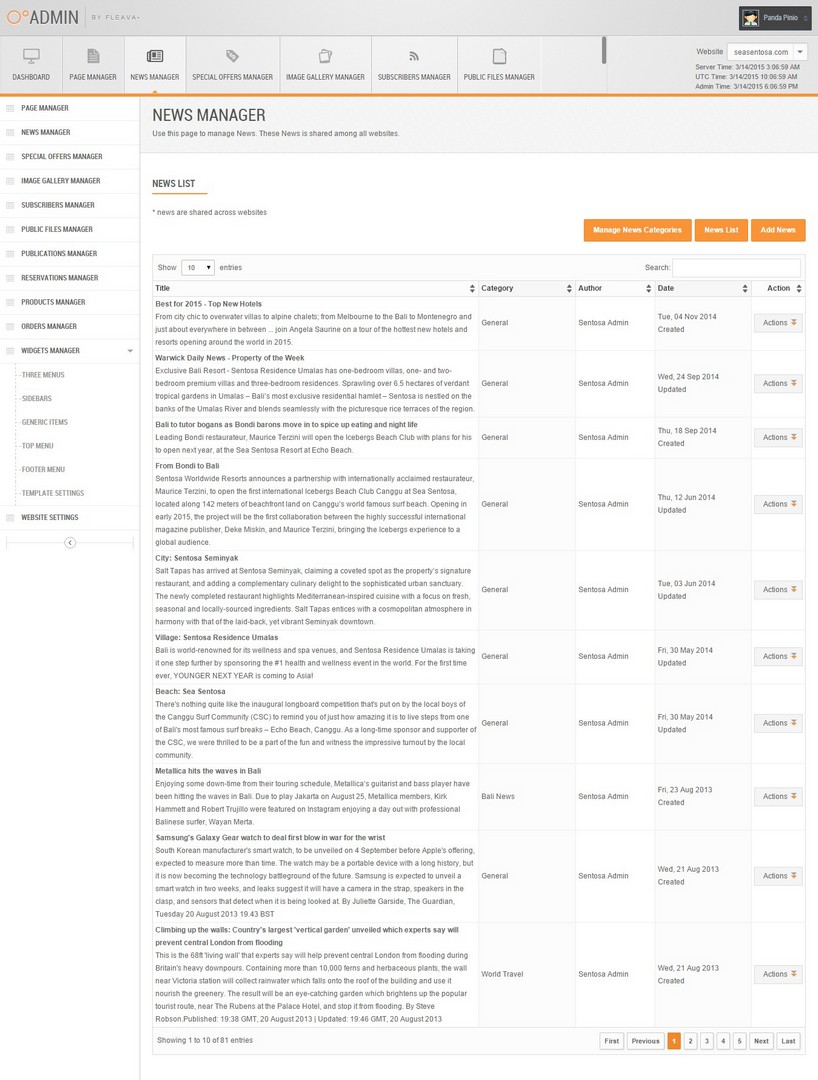 ADMIN
BY FLEAVA
Panda Pinio
DASHBOARD
PAGE MANAGER
NEWS MANAGER
SPECIAL OFFERS MANAGER
IMAGE GALLERY MANAGER
SUBSCRIBERS MANAGER
PUBLIC FILES MANAGER
Website seasentosa.com
Server Time: 3/14/2015 3:06:59 AM
UTC Time: 3/14/2015 10:06:59 AM
Admin Time: 3/14/2015 6:06:59 PM
PAGE MANAGER
NEWS MANAGER
SPECIAL OFFERS MANAGER
IMAGE GALLERY MANAGER
SUBSCRIBERS MANAGER
PUBLIC FILES MANAGER
PUBLICATIONS MANAGER
RESERVATIONS MANAGER
PRODUCTS MANAGER
ORDERS MANAGER
WIDGETS MANAGER
THREE MENUS
SIDEBARS
GENERIC ITEMS
TOP MENU
FOOTER MENU
TEMPLATE SETTINGS
WEBSITE SETTINGS
NEWS MANAGER
Use this page to manage News. These News is shared among all websites.
NEWS LIST
* news are shared across websites
Manage News Categories
News List
Add News
Show 10 entries
Search:
Title Category Author Date Action
Best for 2015 - Top New Hotels
From city chic to overwater villas to alpine chalets; from Melbourne to the Bali to Montenegro and
just about everywhere in between ... join Angela Saurine on a tour of the hottest new hotels and
resorts opening around the world in 2015.
General
Sentosa Admin
Tue, 04 Nov 2014
Created
Actions
Warwick Daily News - Property of the Week
Exclusive Bali Resort - Sentosa Residence Umalas has one-bedroom villas, one- and two-
bedroom premium villas and three-bedroom residences. Sprawling over 6.5 hectares of verdant
tropical gardens in Umalas – Bali's most exclusive residential hamlet – Sentosa is nestled on the
banks of the Umalas River and blends seamlessly with the picturesque rice terraces of the region.
General
Sentosa Admin
Wed, 24 Sep 2014
Updated
Actions
Bali to tutor bogans as Bondi barons move in to spice up eating and night life
Leading Bondi restaurateur, Maurice Terzini will open the Icebergs Beach Club with plans for his
to open next year, at the Sea Sentosa Resort at Echo Beach.
General
Sentosa Admin
Thu, 18 Sep 2014
Created
Actions
From Bondi to Bali
Sentosa Worldwide Resorts announces a partnership with internationally acclaimed restaurateur,
Maurice Terzini, to open the first international Icebergs Beach Club Canggu at Sea Sentosa,
located along 142 meters of beachfront land on Canggu's world famous surf beach. Opening in
early 2015, the project will be the first collaboration between the highly successful international
magazine publisher, Deke Miskin, and Maurice Terzini, bringing the Icebergs experience to a
global audience.
General
Sentosa Admin
Thu, 12 Jun 2014
Updated
Actions
City: Sentosa Seminyak
Salt Tapas has arrived at Sentosa Seminyak, claiming a coveted spot as the property's signature
restaurant, and adding a complementary culinary delight to the sophisticated urban sanctuary.
The newly completed restaurant highlights Mediterranean-inspired cuisine with a focus on fresh,
seasonal and locally-sourced ingredients. Salt Tapas entices with a cosmopolitan atmosphere in
harmony with that of the laid-back, yet vibrant Seminyak downtown.
General
Sentosa Admin
Tue, 03 Jun 2014
Updated
Actions
Village: Sentosa Residence Umalas
Bali is world-renowned for its wellness and spa venues, and Sentosa Residence Umalas is taking
it one step further by sponsoring the #1 health and wellness event in the world. For the first time
ever, YOUNGER NEXT YEAR is coming to Asia!
General
Sentosa Admin
Fri, 30 May 2014
Updated
Actions
Beach: Sea Sentosa
There's nothing quite like the inaugural longboard competition that's put on by the local boys of
the Canggu Surf Community (CSC) to remind you of just how amazing it is to live steps from one
of Bali's most famous surf breaks – Echo Beach, Canggu. As a long-time sponsor and supporter of
the CSC, we were thrilled to be a part of the fun and witness the impressive turnout by the local
community.
General
Sentosa Admin
Fri, 30 May 2014
Updated
Actions
Metallica hits the waves in Bali
Enjoying some down-time from their touring schedule, Metallica's guitarist and bass player have
been hitting the waves in Bali. Due to play Jakarta on August 25, Metallica members, Kirk
Hammett and Robert Trujillo were featured on Instagram enjoying a day out with professional
Balinese surfer, Wayan Merta.
Bali News
Sentosa Admin
Fri, 23 Aug 2013
Created
Actions
Samsung's Galaxy Gear watch to deal first blow in war for the wrist
South Korean manufacturer's smart watch, to be unveiled on 4 September before Apple's offering,
expected to measure more than time. The watch may be a portable device with a long history, but
it is now becoming the technology battleground of the future. Samsung is expected to unveil a
smart watch in two weeks, and leaks suggest it will have a camera in the strap, speakers in the
clasp, and sensors that detect when it is being looked at. By Juliette Garside, The Guardian,
Tuesday 20 August 2013 19.43 BST
General
Sentosa Admin
Wed, 21 Aug 2013
Created
Actions
Climbing up the walls: Country's largest 'vertical garden' unveiled which experts say will
prevent central London from flooding
This is the 68ft 'living wall' that experts say will help prevent central London from flooding during
Britain's heavy downpours. Containing more than 10,000 ferns and herbaceous plants, the wall
near Victoria station will collect rainwater which falls onto the roof of the building and use it
nourish the greenery. The result will be an eye-catching garden which brightens up the popular
tourist route, near The Rubens at the Palace Hotel, and stop it from flooding. By Steve
Robson.Published: 19:38 GMT, 20 August 2013 | Updated: 19:46 GMT, 20 August 2013
World Travel
Sentosa Admin
Wed, 21 Aug 2013
Created
Actions
Showing 1 to 10 of 81 entries
First Previous 1 2 3 4 5 Next Last